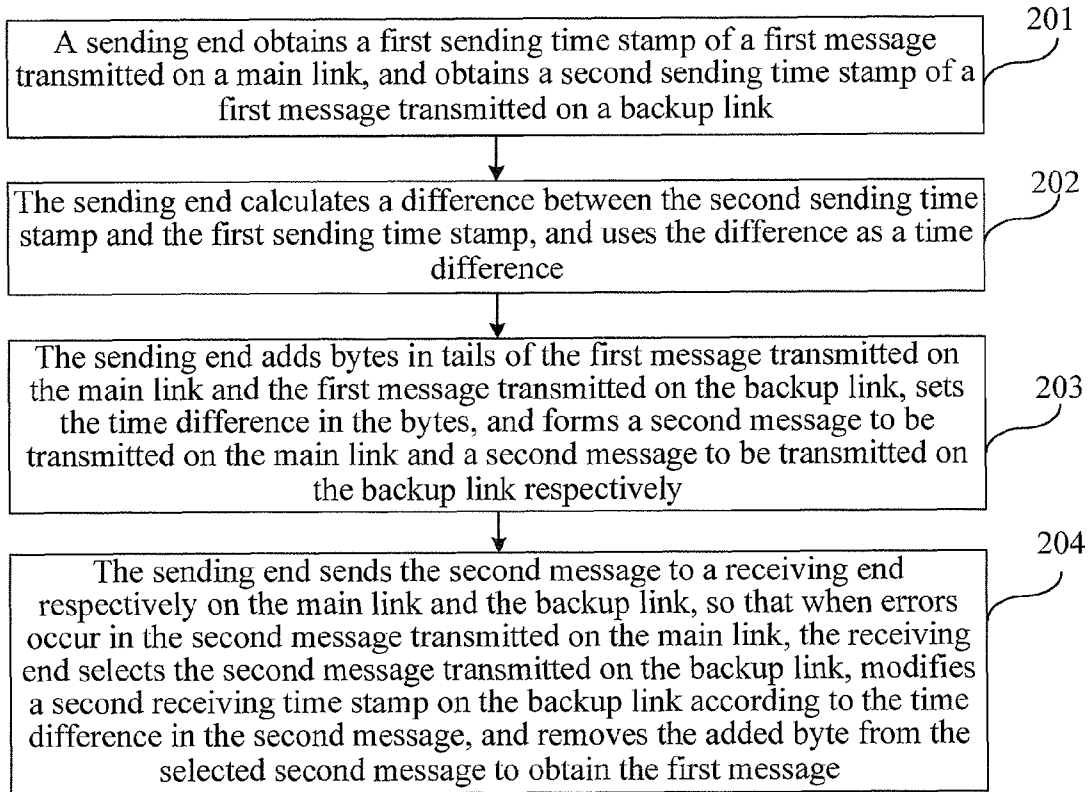 201
A sending end obtains a first sending time stamp of a first message
transmitted on a main link, and obtains a second sending time stamp of a
first message transmitted on a backup link
202
The sending end calculates a difference between the second sending time
stamp and the first sending time stamp, and uses the difference as a time
difference
203
The sending end adds bytes in tails of the first message transmitted on
the main link and the first message transmitted on the backup link, sets
the time difference in the bytes, and forms a second message to be
transmitted on the main link and a second message to be transmitted on
the backup link respectively
204
The sending end sends the second message to a receiving end
respectively on the main link and the backup link, so that when errors
occur in the second message transmitted on the main link, the receiving
end selects the second message transmitted on the backup link, modifies
a second receiving time stamp on the backup link according to the time
difference in the second message, and removes the added byte from the
selected second message to obtain the first message